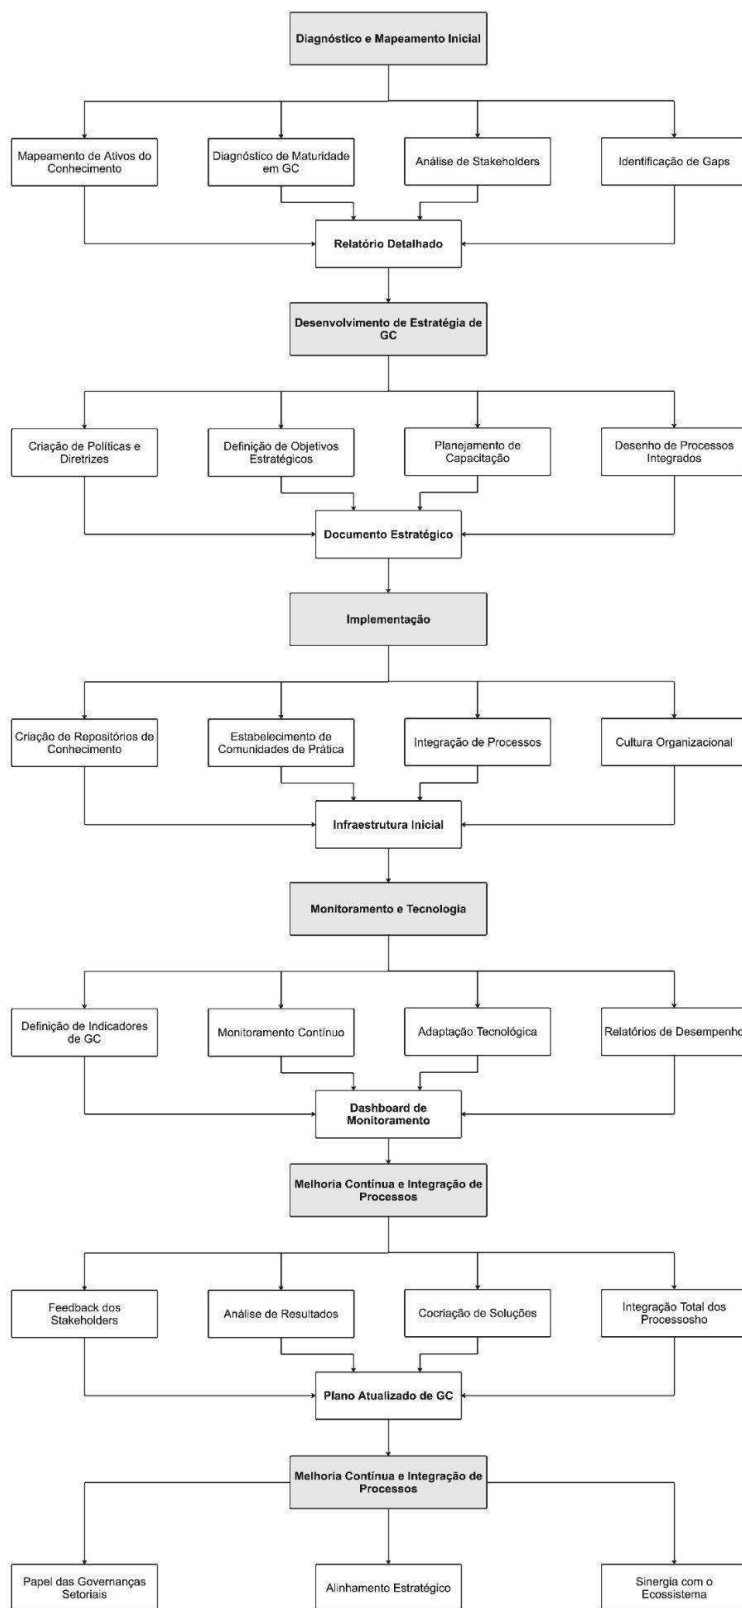 Diagnóstico e Mapeamento Inicial
Mapeamento de Ativos do
Conhecimento
Diagnóstico de Maturidade
em GC
Análise de Stakeholders
Identificação de Gaps
Relatório Detalhado
Desenvolvimento de Estratégia de
GC
Criação de Políticas e
Diretrizes
Definição de Objetivos
Estratégicos
Planejamento de
Capacitação
Desenho de Processos
Integrados
Documento Estratégico
Implementação
Criação de Repositórios de
Conhecimento
Estabelecimento de
Comunidades de Prática
Integração de Processos
Cultura Organizacional
Infraestrutura Inicial
Monitoramento e Tecnologia
Definição de Indicadores
de GC
Monitoramento Contínuo
Adaptação Tecnológica
Relatórios de Desempenho
Dashboard de
Monitoramento
Melhoria Contínua e Integração de
Processos
Feedback dos
Stakeholders
Análise de Resultados
Cocriação de Soluções
Integração Total dos
Processosho
Plano Atualizado de GC
Melhoria Contínua e Integração de
Processos
Papel das Governanças
Setoriais
Alinhamento Estratégico
Sinergia com o
Ecossistema